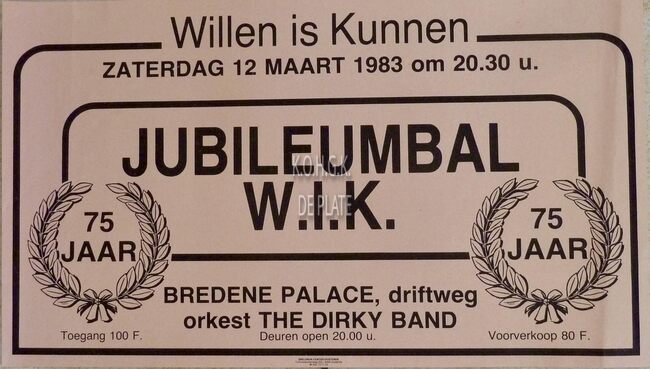 Willen is Kunnen
ZATERDAG 12 MAART 1983 om 20.30 u.
JUBILEUMBAL
K.O.H.G.K
W.I.K.
DE PLATE
75
JAAR
75
JAAR
BREDENE PALACE, driftweg
orkest THE DIRKY BAND
Toegang 100 F.
Deuren open 20.00 u.
Voorverkoop 80 F.